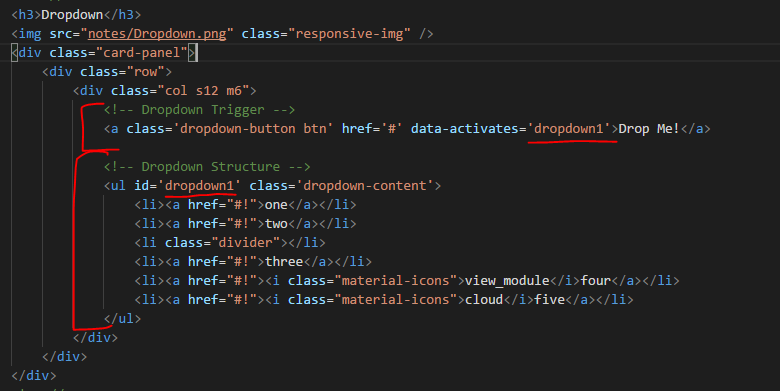 <h3>Dropdown</h3>
<img src="notes/Dropdown.png" class="responsive-img" />
<div class="card-panel">
<div class="row">
<div class="col s12 m6">
<!-- Dropdown Trigger -->
<a class='dropdown-button btn' href='#' data-activates='dropdown1'>Drop Me!</a>
<!-- Dropdown Structure -->
<ul id='dropdown1' class='dropdown-content'>
<li><a href="#!">one</a></li>
<li><a href="#!">two</a></li>
<li class="divider"></li>
<li><a href="#!">three</a></li>
<li><a href="#!"><i class="material-icons">view_module</i>four</a></li>
<li><a href="#!"><i class="material-icons">cloud</i>five</a></li>
</ul>
</div>
</div>
</div>